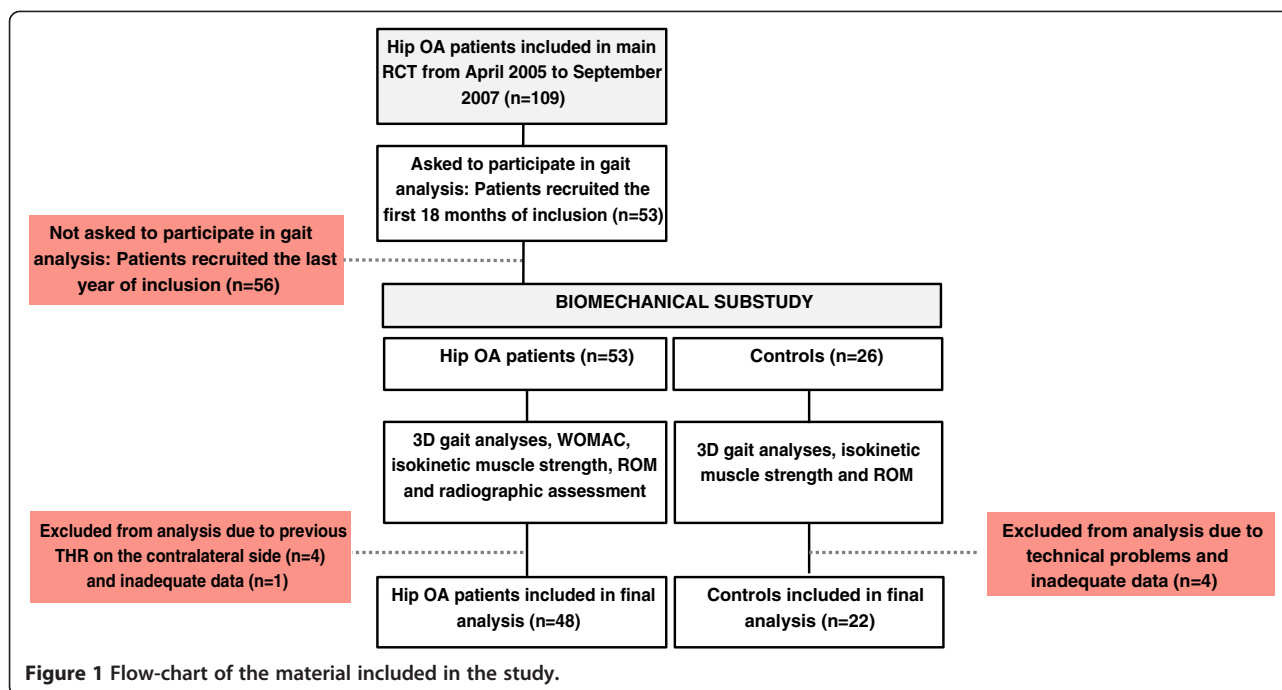 Hip OA patients included in main
RCT from April 2005 to September
2007 (n=109)
Asked to participate in gait
analysis: Patients recruited the
first 18 months of inclusion (n=53)
Not asked to participate in gait
analysis: Patients recruited the last
year of inclusion (n=56)
BIOMECHANICAL SUBSTUDY
Hip OA patients (n=53)
Controls (n=26)
3D gait analyses, WOMAC,
isokinetic muscle strength, ROM
and radiographic assessment
3D gait analyses, isokinetic
muscle strength and ROM
Excluded from analysis due to previous
THR on the contralateral side (n=4)
and inadequate data (n=1)
Excluded from analysis due to
technical problems and
inadequate data (n=4)
Hip OA patients included in final
analysis (n=48)
Controls included in final
analysis (n=22)
Figure 1 Flow-chart of the material included in the study.